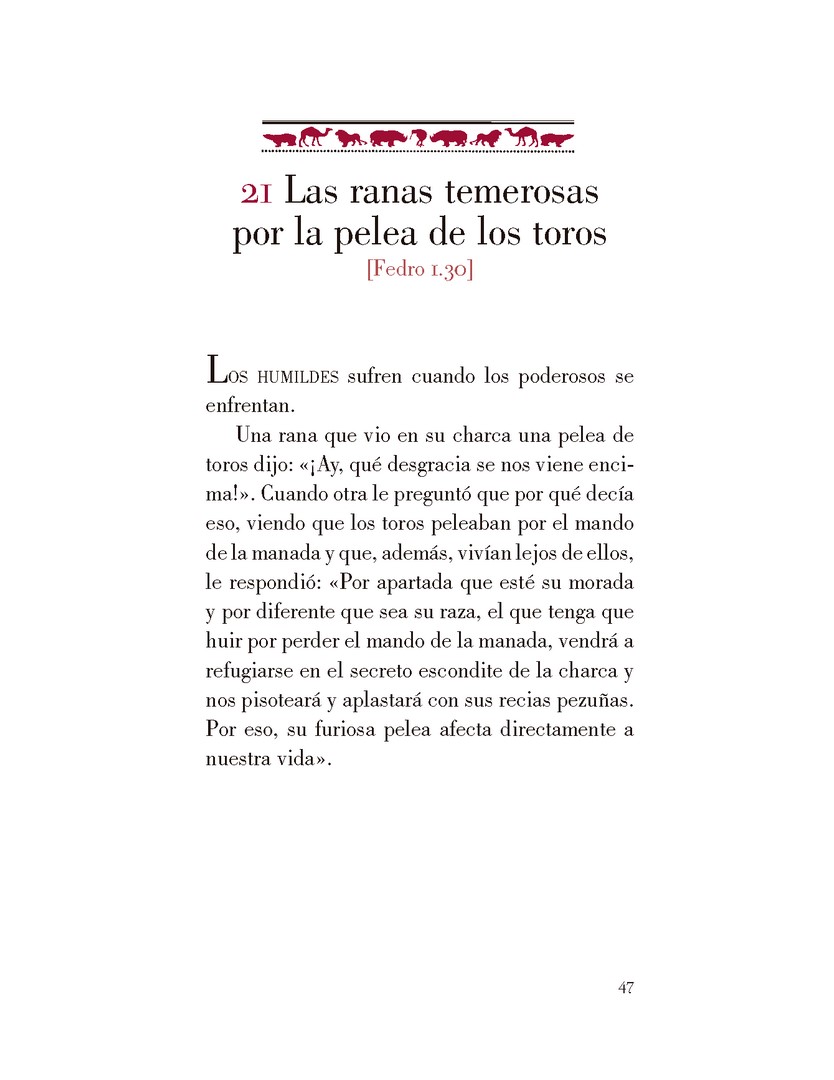 21 Las ranas temerosas
por la pelea de los toros
[Fedro 1.30]
Los humildes sufren cuando los poderosos se
enfrentan.
Una rana que vio en su charca una pelea de
toros dijo: «¡Ay, qué desgracia se nos viene enci-
ma!». Cuando otra le preguntó que por qué decía
eso, viendo que los toros peleaban por el mando
de la manada y que, además, vivían lejos de ellos,
le respondió: «Por apartada que esté su morada
y por diferente que sea su raza, el que tenga que
huir por perder el mando de la manada, vendrá a
refugiarse en el secreto escondite de la charca y
nos pisoteará y aplastará con sus recias pezuñas.
Por eso, su furiosa pelea afecta directamente a
nuestra vida».
47